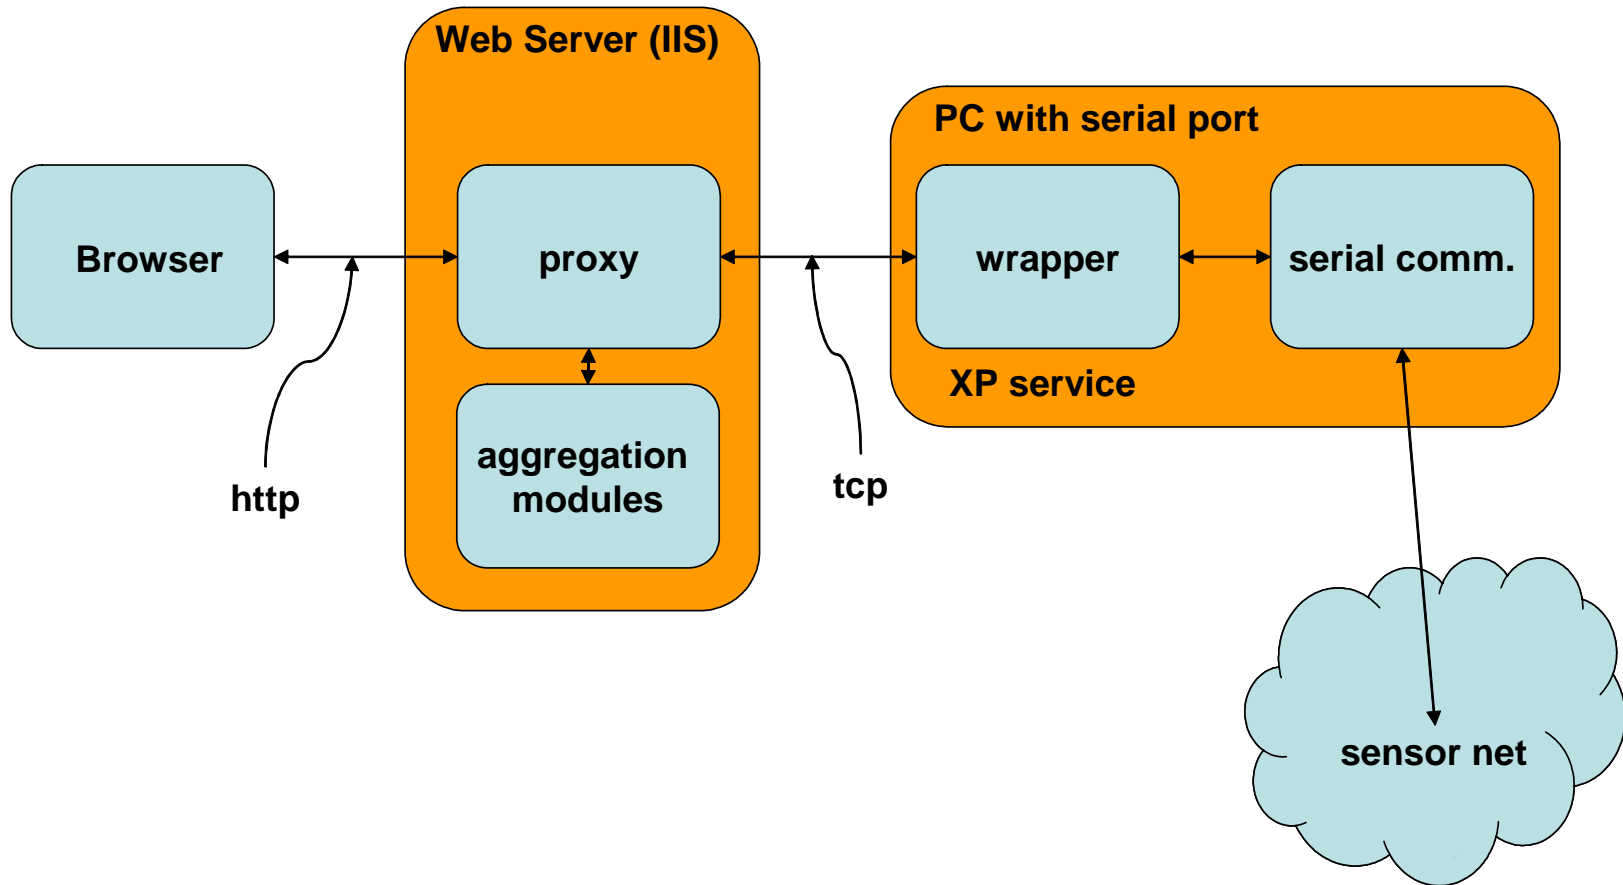 Web Server (IIS)
PC with serial port
Browser
proxy
wrapper
serial comm.
XP service
aggregation
modules
http
tcp
sensor net